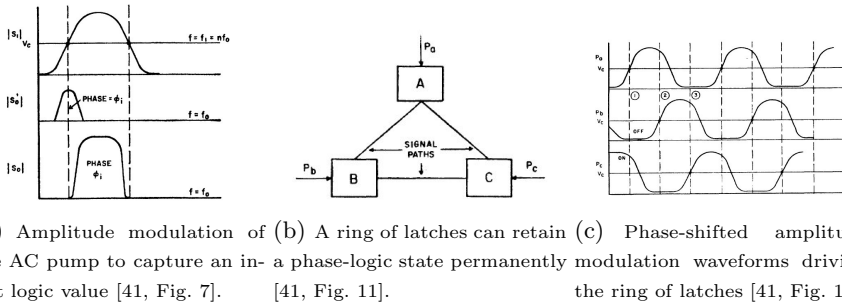 |S₁|
Vc
f = f₁ = nf₀
|S₀'|
PHASE = ϕᵢ
f = f₀
|S₀|
PHASE
ϕᵢ
f = f₀
Pa
A
SIGNAL
PATHS
Pb
B
C
Pc
Pa
Vc
① ② ③
Pb
Vc
OFF
Pc
ON
Vc
) Amplitude modulation of
AC pump to capture an in-
logic value [41, Fig. 7].
(b) A ring of latches can retain
a phase-logic state permanently
[41, Fig. 11].
(c) Phase-shifted amplitu
modulation waveforms drivi
the ring of latches [41, Fig. 1